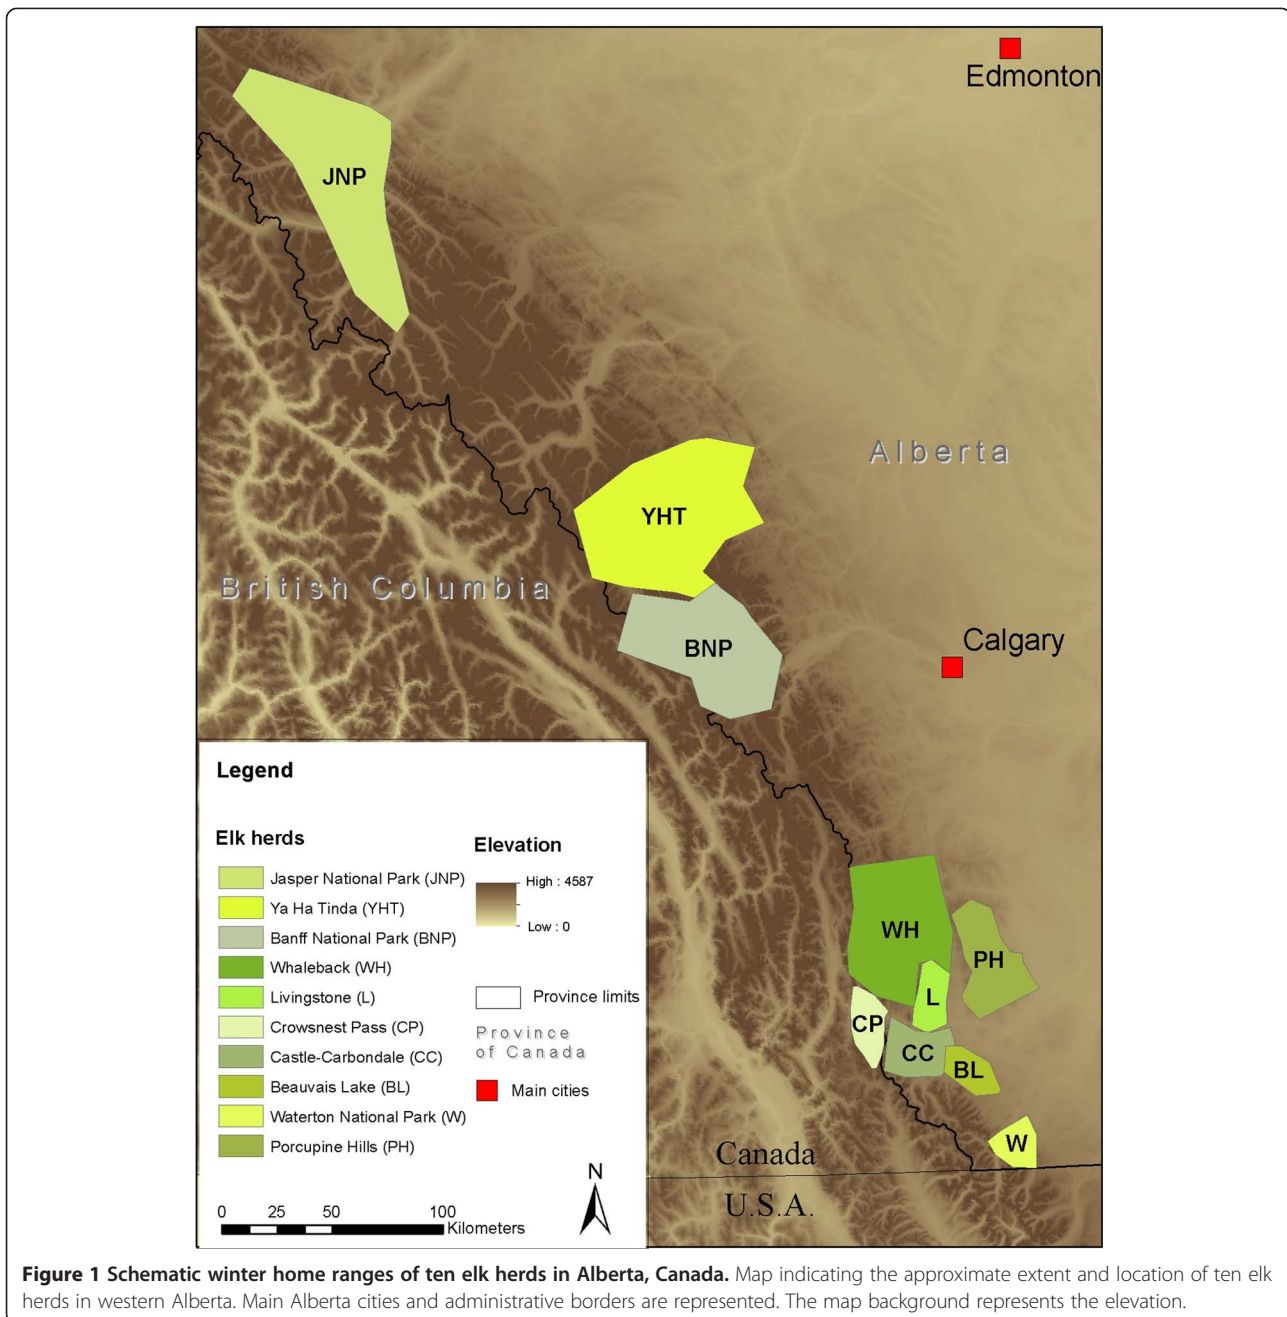 Edmonton
JNP
Alberta
YHT
British Columbia
BNP
Calgary
WH
PH
L
CP
CC
BL
W
Canada
U.S.A.
Legend
Elk herds
Jasper National Park (JNP)
Ya Ha Tinda (YHT)
Banff National Park (BNP)
Whaleback (WH)
Livingstone (L)
Crowsnest Pass (CP)
Castle-Carbondale (CC)
Beauvais Lake (BL)
Waterton National Park (W)
Porcupine Hills (PH)
Elevation
High : 4587
Low : 0
Province limits
Province
of Canada
Main cities
N
0 25 50 100
Kilometers
Figure 1 Schematic winter home ranges of ten elk herds in Alberta, Canada. Map indicating the approximate extent and location of ten elk
herds in western Alberta. Main Alberta cities and administrative borders are represented. The map background represents the elevation.